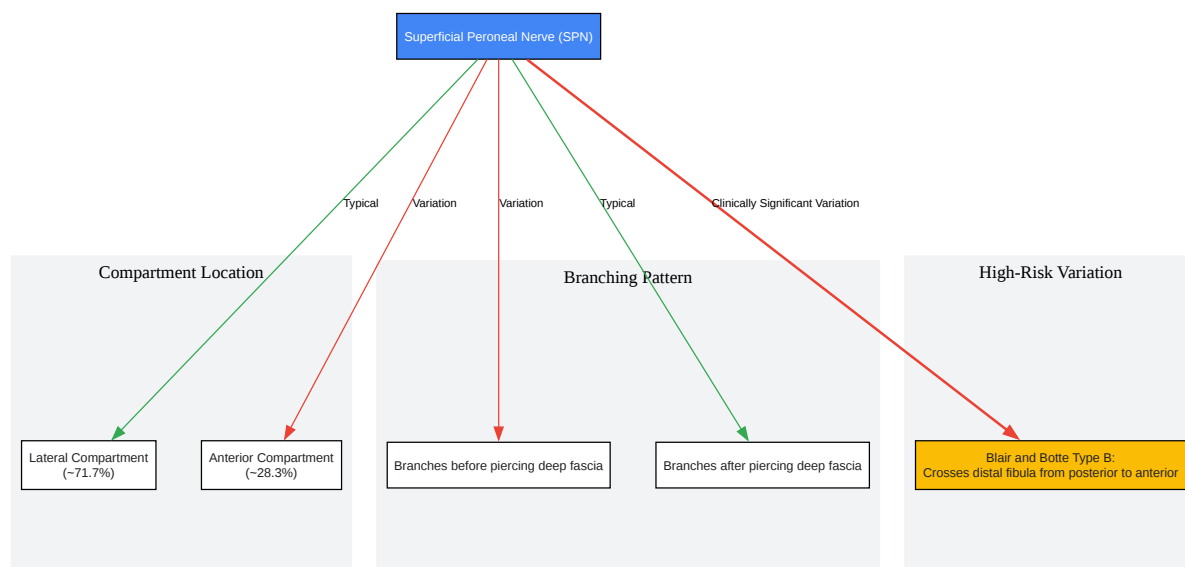 Superficial Peroneal Nerve (SPN)
Typical
Variation
Variation
Typical
Clinically Significant Variation
Compartment Location
Branching Pattern
High-Risk Variation
Lateral Compartment
(~71.7%)
Anterior Compartment
(~28.3%)
Branches before piercing deep fascia
Branches after piercing deep fascia
Blair and Botte Type B:
Crosses distal fibula from posterior to anterior